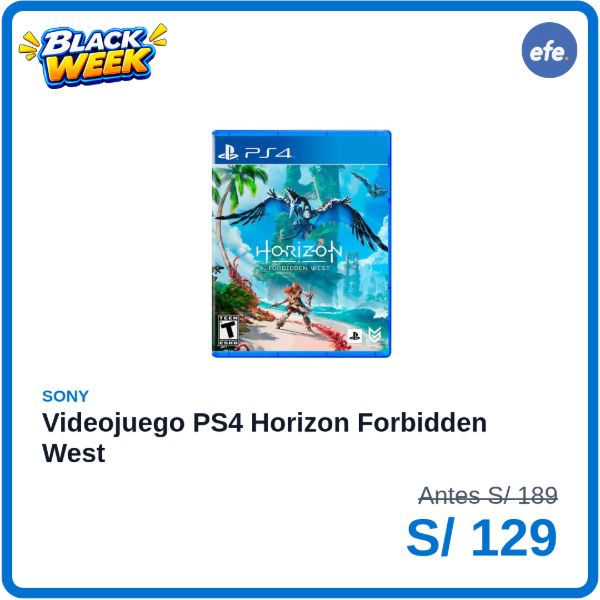 BLACK
WEEK
efe.
PS4
HORIZON
FORBIDDEN WEST
TEEN
T
ESRB
SONY
Videojuego PS4 Horizon Forbidden
West
Antes S/ 189
S/ 129